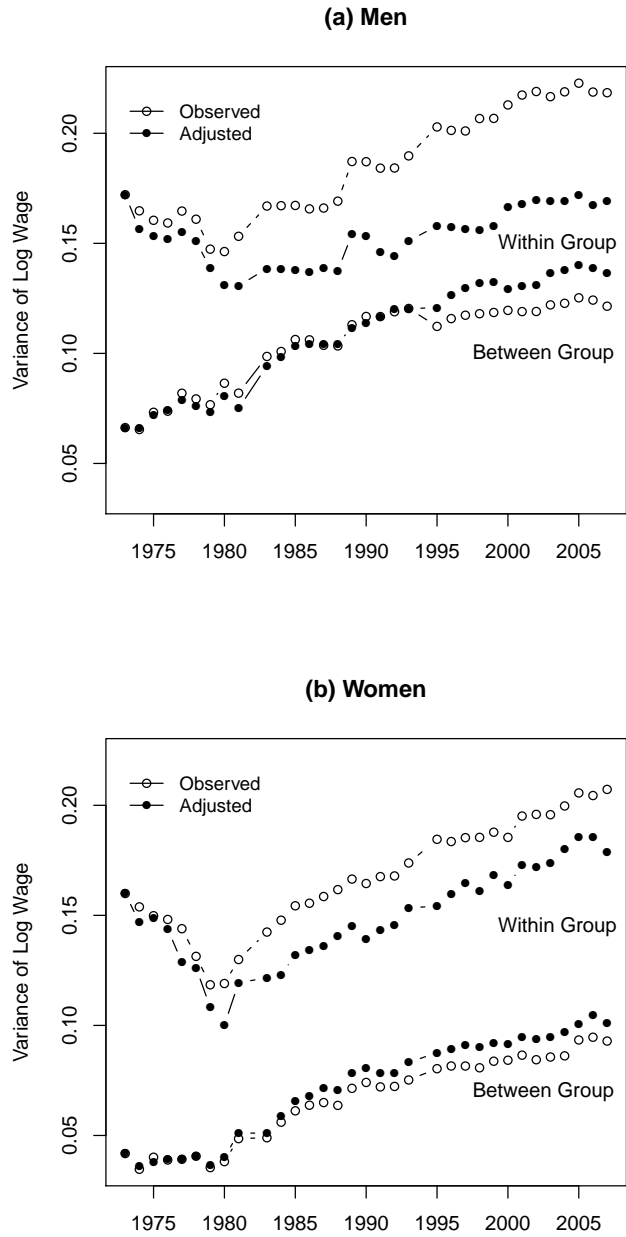 (a) Men
Observed
Adjusted
Within Group
Between Group
Variance of Log Wage
0.05
0.10
0.15
0.20
1975 1980 1985 1990 1995 2000 2005
(b) Women
Observed
Adjusted
Within Group
Between Group
Variance of Log Wage
0.05
0.10
0.15
0.20
1975 1980 1985 1990 1995 2000 2005